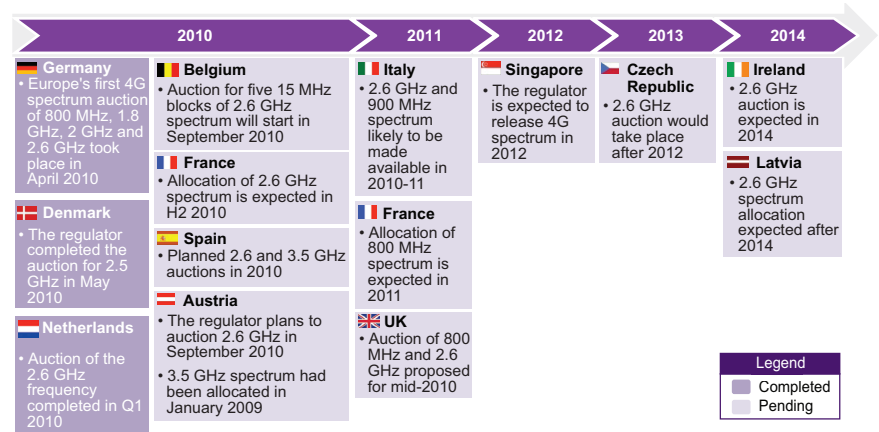 2010
2011
2012
2013
2014
Germany
• Europe's first 4G
spectrum auction
of 800 MHz, 1.8
GHz, 2 GHz and
2.6 GHz took
place in
April 2010
Denmark
• The regulator
completed the
auction for 2.5
GHz in May
2010
Netherlands
• Auction of the
2.6 GHz
frequency
completed in Q1
2010
Belgium
• Auction for five 15 MHz
blocks of 2.6 GHz
spectrum will start in
September 2010
France
• Allocation of 2.6 GHz
spectrum is expected in
H2 2010
Spain
• Planned 2.6 and 3.5 GHz
auctions in 2010
Austria
• The regulator plans to
auction 2.6 GHz in
September 2010
• 3.5 GHz spectrum had
been allocated in
January 2009
Italy
• 2.6 GHz and
900 MHz
spectrum
likely to be
made
available in
2010-11
France
• Allocation of
800 MHz
spectrum is
expected in
2011
UK
• Auction of 800
MHz and 2.6
GHz proposed
for mid-2010
Singapore
• The regulator
is expected to
release 4G
spectrum in
2012
Czech
Republic
• 2.6 GHz
auction would
take place
after 2012
Ireland
• 2.6 GHz
auction is
expected in
2014
Latvia
• 2.6 GHz
spectrum
allocation
expected after
2014
Legend
Completed
Pending